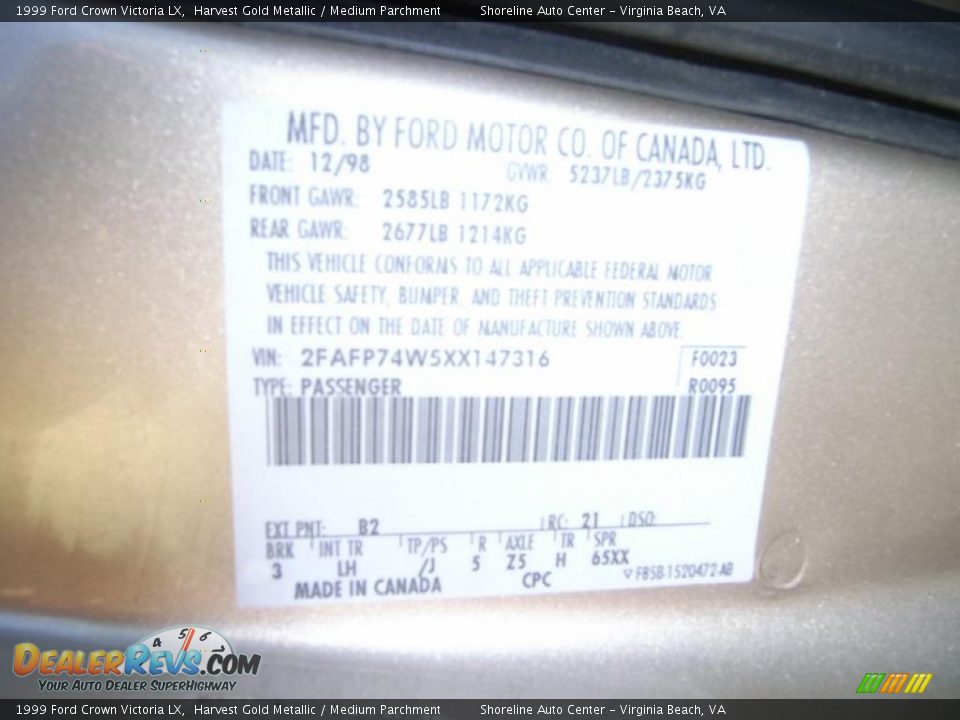 1999 Ford Crown Victoria LX, Harvest Gold Metallic / Medium Parchment Shoreline Auto Center - Virginia Beach, VA
MFD. BY FORD MOTOR CO. OF CANADA, LTD.
DATE: 12/98 GVWR: 5237LB/2375KG
FRONT GAWR: 2585LB 1172KG
REAR GAWR: 2677LB 1214KG
THIS VEHICLE CONFORMS TO ALL APPLICABLE FEDERAL MOTOR
VEHICLE SAFETY, BUMPER, AND THEFT PREVENTION STANDARDS
IN EFFECT ON THE DATE OF MANUFACTURE SHOWN ABOVE.
VIN: 2FAFP74W5XX147316 F0023
TYPE: PASSENGER R0095
EXT PNT: B2 RC: 21 DSO:
BRK INT TR TP/PS R AXLE TR SPR
3 LH /J 5 Z5 H 65XX
MADE IN CANADA CPC F85B-1520472-AB
4 5 6
DEALERREVS.COM
YOUR AUTO DEALER SUPERHIGHWAY
1999 Ford Crown Victoria LX, Harvest Gold Metallic / Medium Parchment Shoreline Auto Center - Virginia Beach, VA